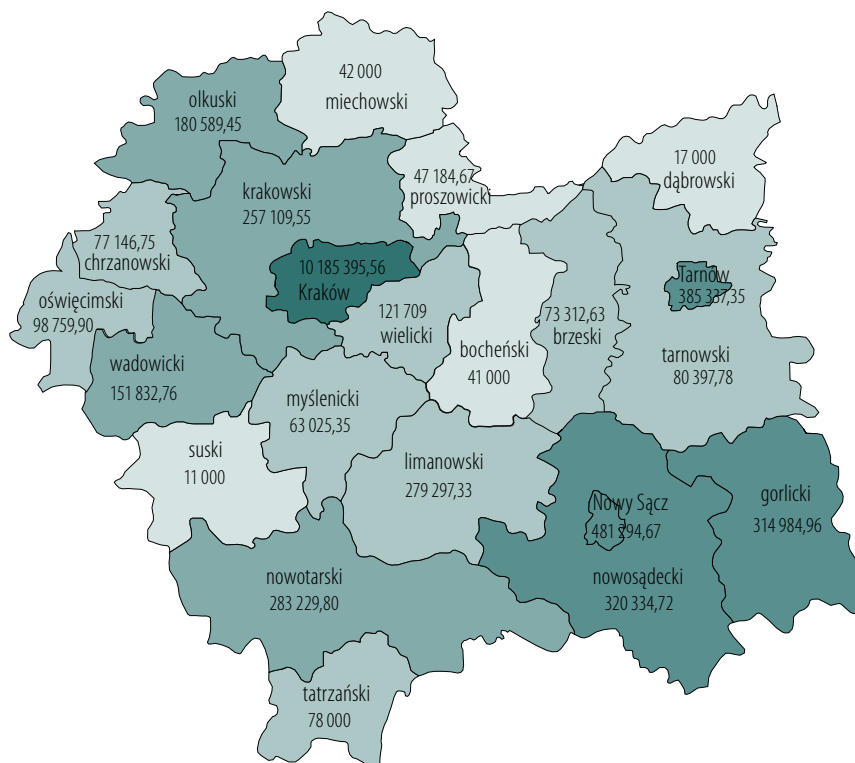 42 000
miechowski
olkuski
180 589,45
17 000
dąbrowski
47 184,67
proszowicki
krakowski
257 109,55
77 146,75
chrzanowski
10 185 395,56
Kraków
Tarnów
385 337,35
oświęcimski
98 759,90
121 709
wielicki
73 312,63
brzeski
bocheński
41 000
tarnowski
80 397,78
wadowicki
151 832,76
myślenicki
63 025,35
suski
11 000
limanowski
279 297,33
Nowy Sącz
481 294,67
gorlicki
314 984,96
nowotarski
283 229,80
nowosądecki
320 334,72
tatrzański
78 000